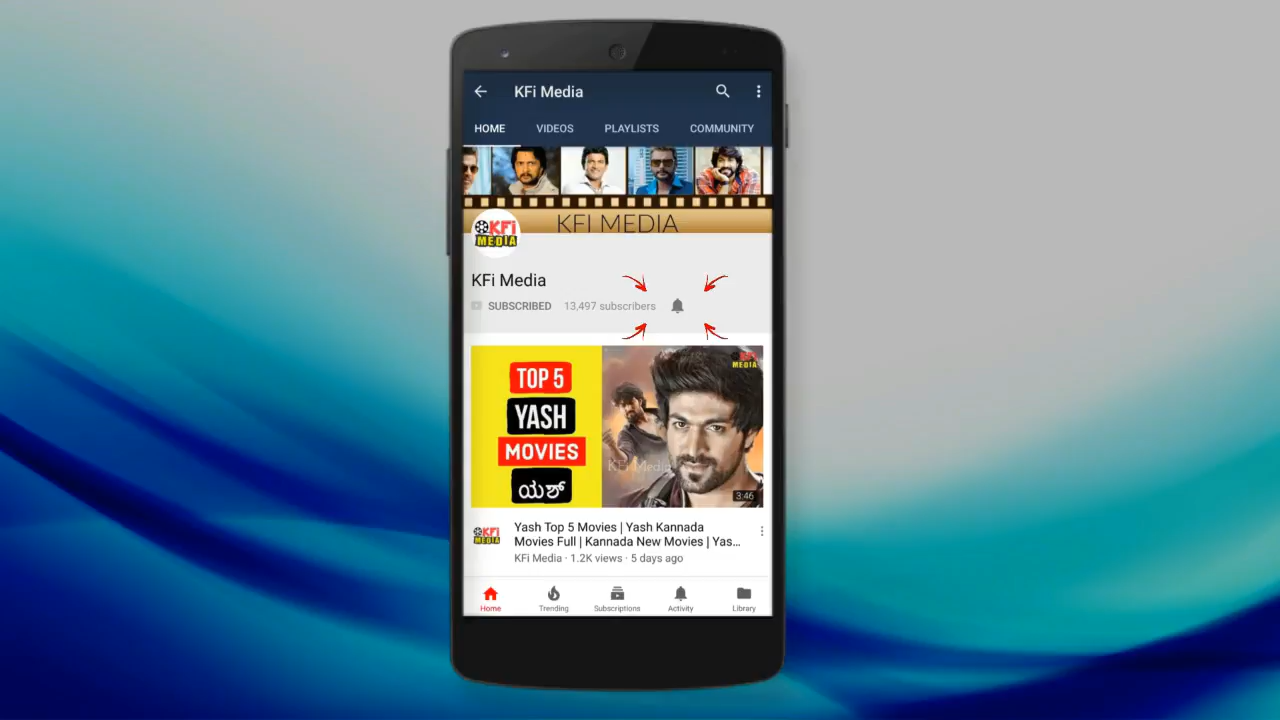 KFi Media
HOME VIDEOS PLAYLISTS COMMUNITY
KFI MEDIA
KFi
MEDIA
KFi Media
SUBSCRIBED 13,497 subscribers
KFi
MEDIA
TOP 5
YASH
MOVIES
ಯಶ್
KFi Media
3:46
KFi
MEDIA
Yash Top 5 Movies | Yash Kannada
Movies Full | Kannada New Movies | Yas...
KFi Media · 1.2K views · 5 days ago
Home Trending Subscriptions Activity Library